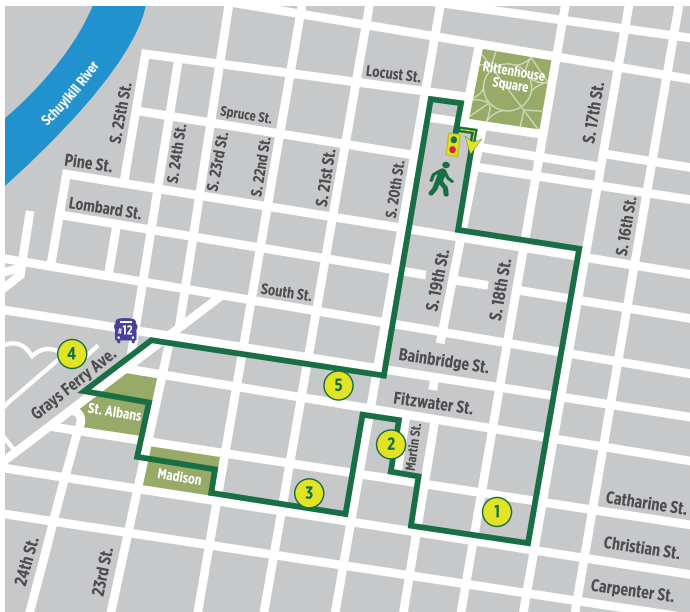 Schuylkill River
S. 25th St.
Locust St.
Rittenhouse
Square
S. 17th St.
Spruce St.
S. 24th St.
S. 23rd St.
S. 22nd St.
S. 21st St.
S. 20th St.
Pine St.
Lombard St.
S. 16th St.
S. 19th St.
S. 18th St.
South St.
#12
4
Grays Ferry Ave.
Bainbridge St.
5
Fitzwater St.
St. Albans
2
Martin St.
Madison
3
1
Catharine St.
Christian St.
24th St.
23rd St.
Carpenter St.